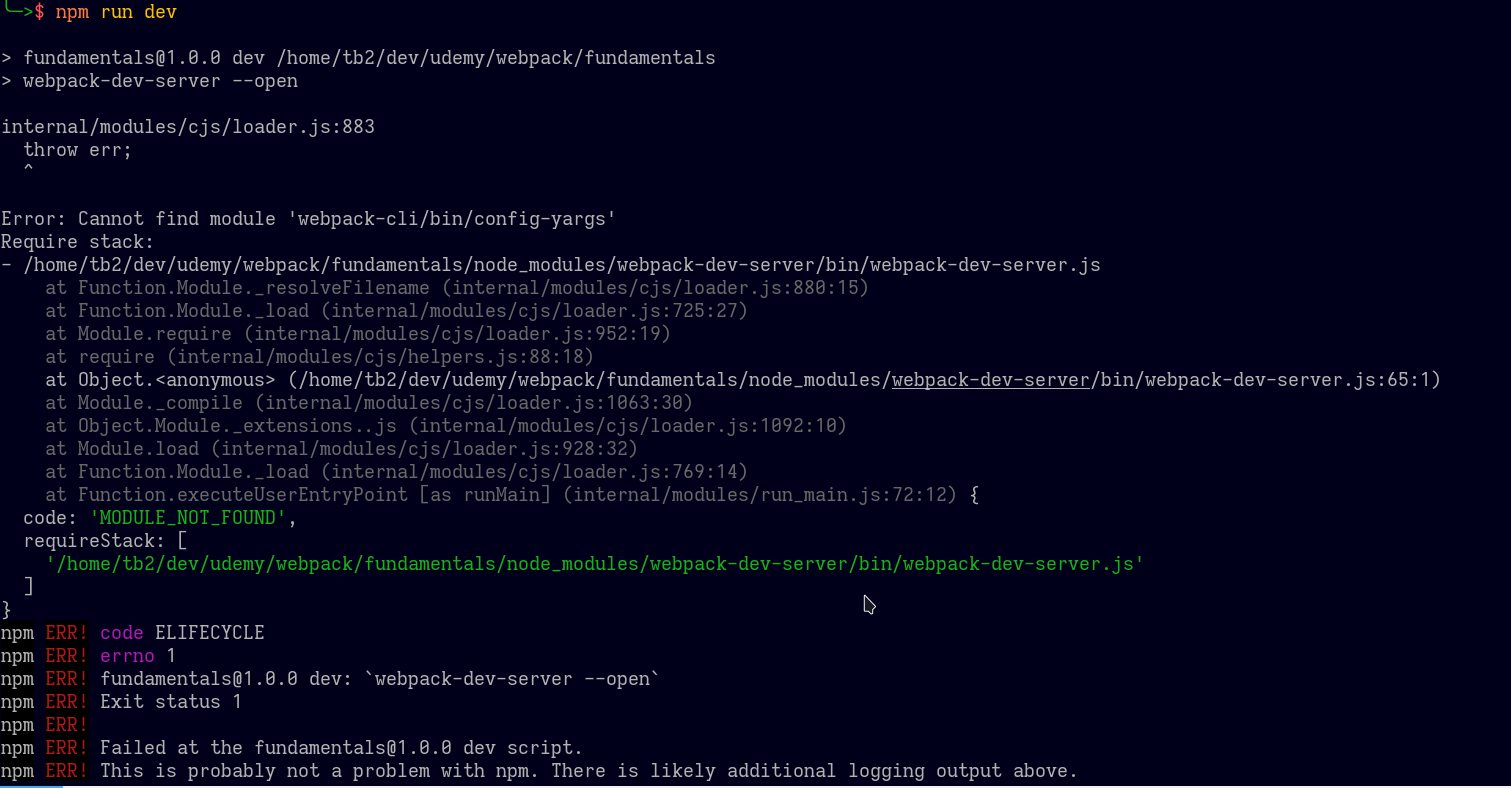 ╰─>$ npm run dev
> fundamentals@1.0.0 dev /home/tb2/dev/udemy/webpack/fundamentals
> webpack-dev-server --open
internal/modules/cjs/loader.js:883
  throw err;
  ^
Error: Cannot find module 'webpack-cli/bin/config-yargs'
Require stack:
- /home/tb2/dev/udemy/webpack/fundamentals/node_modules/webpack-dev-server/bin/webpack-dev-server.js
    at Function.Module._resolveFilename (internal/modules/cjs/loader.js:880:15)
    at Function.Module._load (internal/modules/cjs/loader.js:725:27)
    at Module.require (internal/modules/cjs/loader.js:952:19)
    at require (internal/modules/cjs/helpers.js:88:18)
    at Object.<anonymous> (/home/tb2/dev/udemy/webpack/fundamentals/node_modules/webpack-dev-server/bin/webpack-dev-server.js:65:1)
    at Module._compile (internal/modules/cjs/loader.js:1063:30)
    at Object.Module._extensions..js (internal/modules/cjs/loader.js:1092:10)
    at Module.load (internal/modules/cjs/loader.js:928:32)
    at Function.Module._load (internal/modules/cjs/loader.js:769:14)
    at Function.executeUserEntryPoint [as runMain] (internal/modules/run_main.js:72:12) {
  code: 'MODULE_NOT_FOUND',
  requireStack: [
    '/home/tb2/dev/udemy/webpack/fundamentals/node_modules/webpack-dev-server/bin/webpack-dev-server.js'
  ]
}
npm ERR! code ELIFECYCLE
npm ERR! errno 1
npm ERR! fundamentals@1.0.0 dev: `webpack-dev-server --open`
npm ERR! Exit status 1
npm ERR!
npm ERR! Failed at the fundamentals@1.0.0 dev script.
npm ERR! This is probably not a problem with npm. There is likely additional logging output above.